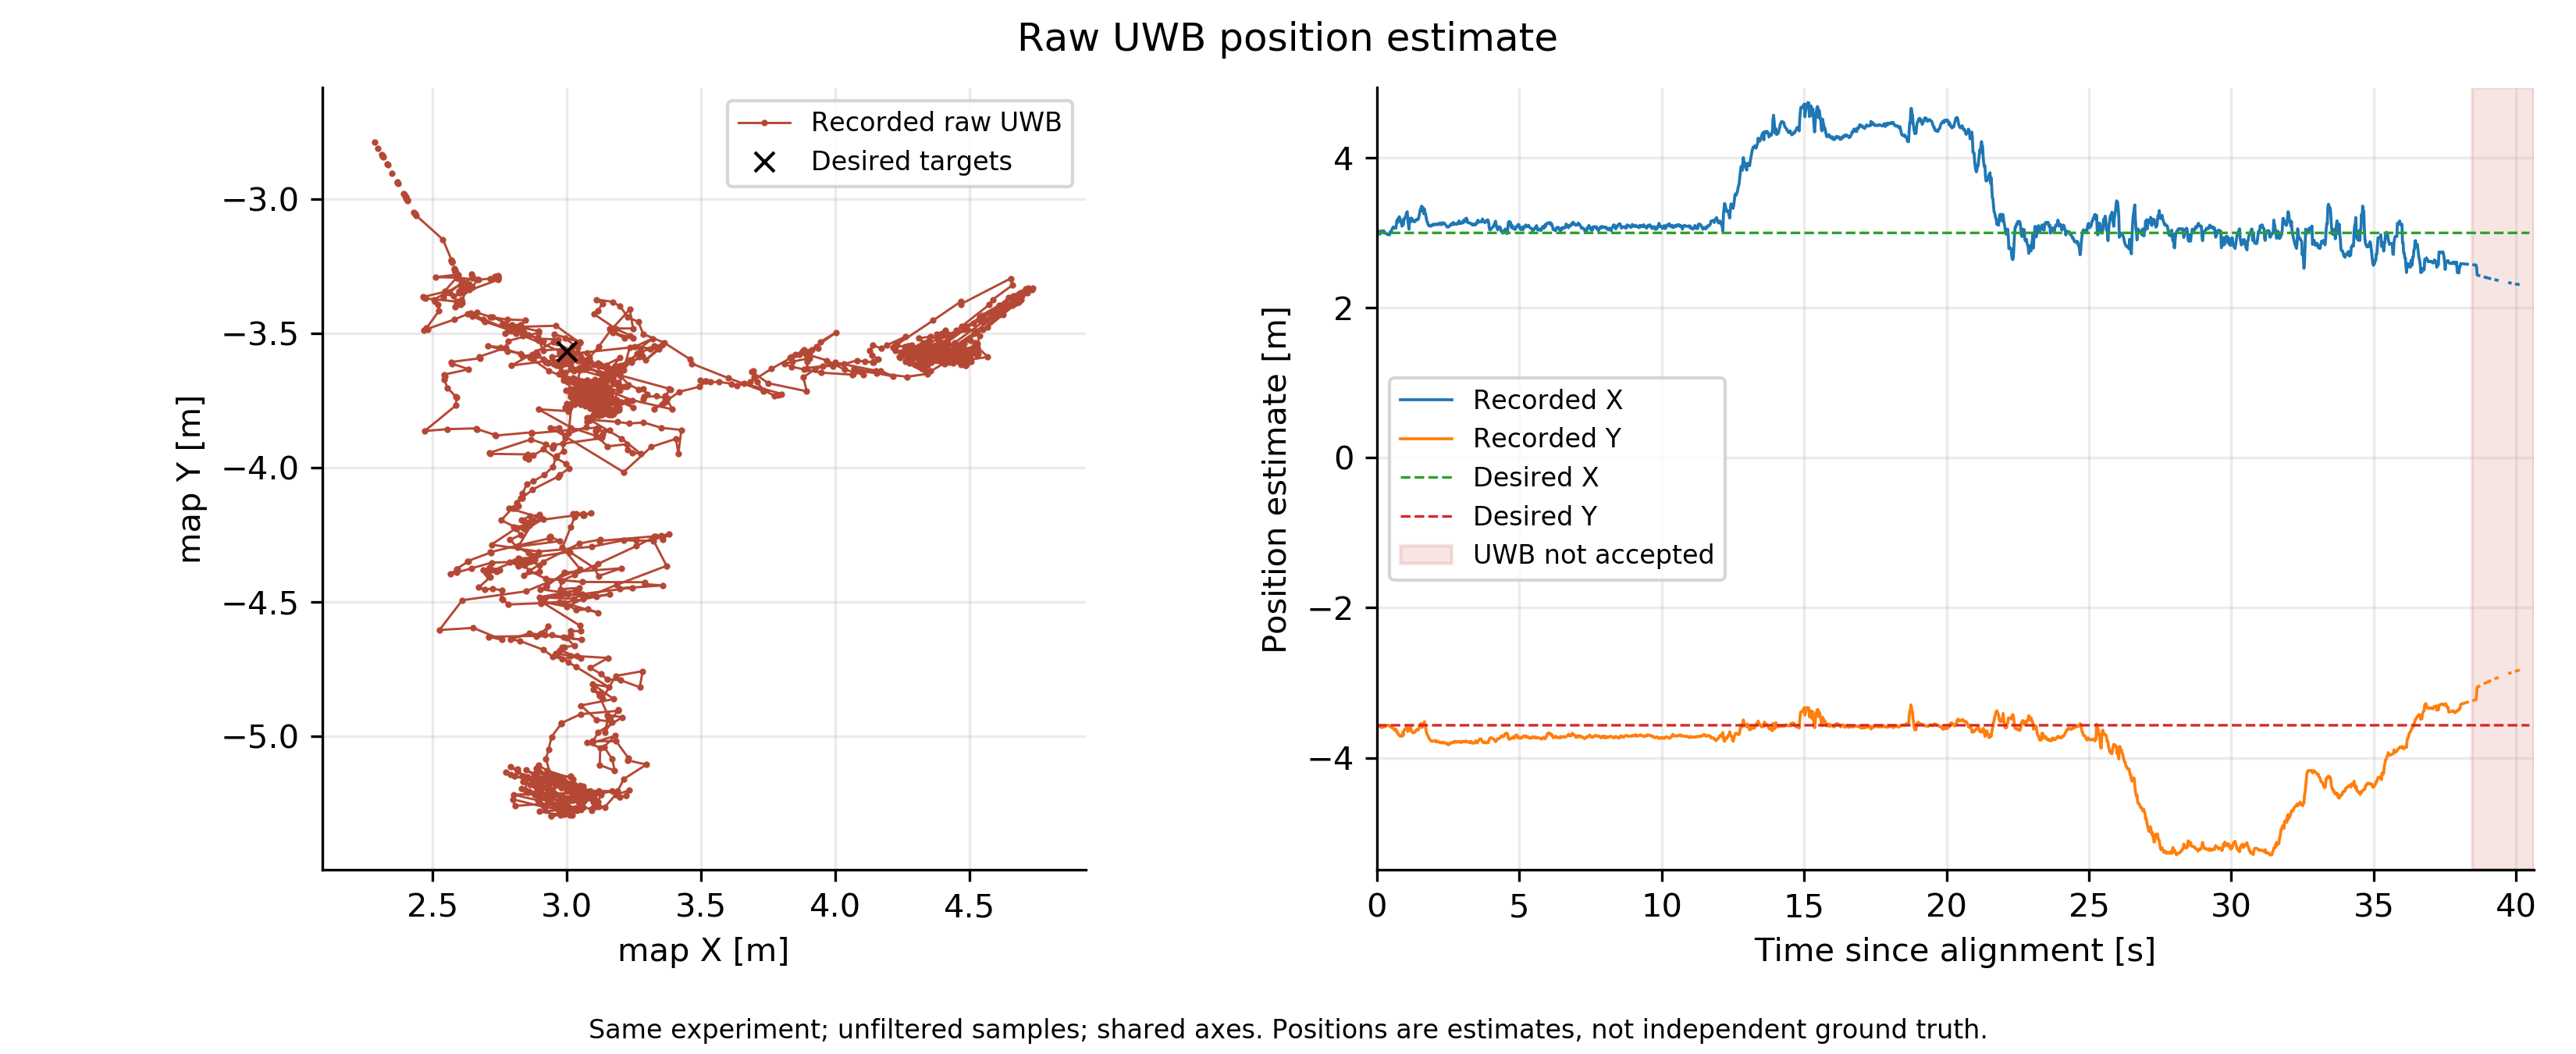 Raw UWB position estimate
Recorded raw UWB
Desired targets
−3.0
−3.5
−4.0
−4.5
−5.0
map Y [m]
2.5 3.0 3.5 4.0 4.5
map X [m]
4
2
0
−2
−4
Position estimate [m]
Recorded X
Recorded Y
Desired X
Desired Y
UWB not accepted
0 5 10 15 20 25 30 35 40
Time since alignment [s]
Same experiment; unfiltered samples; shared axes. Positions are estimates, not independent ground truth.